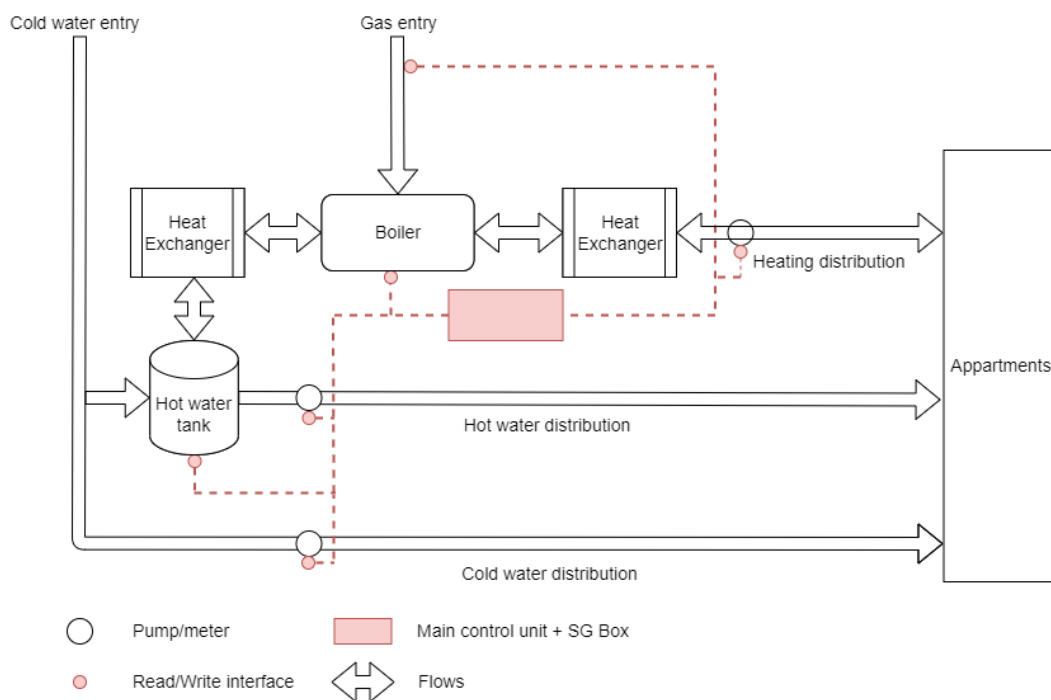 Cold water entry
Gas entry
Heat
Exchanger
Boiler
Heat
Exchanger
Heating distribution
Appartments
Hot water
tank
Hot water distribution
Cold water distribution
Pump/meter
Main control unit + SG Box
Read/Write interface
Flows